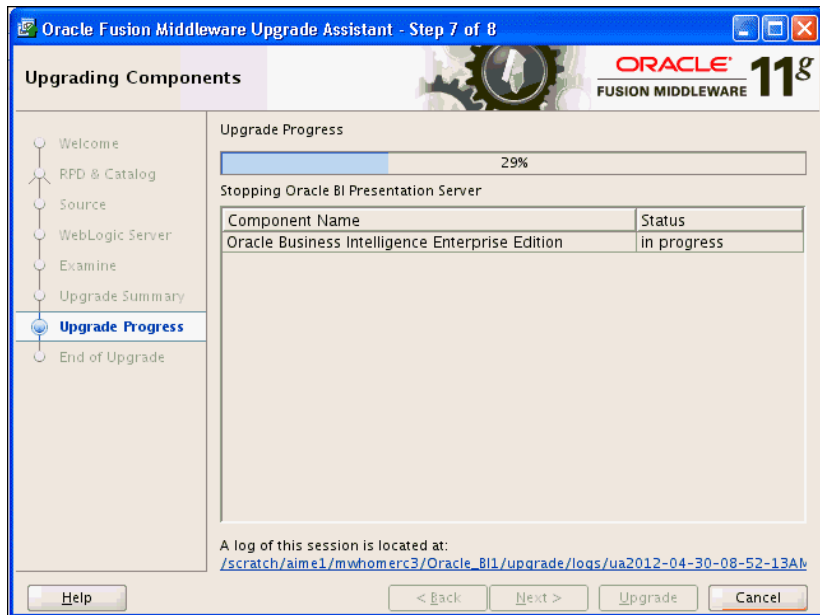 Oracle Fusion Middleware Upgrade Assistant - Step 7 of 8
Upgrading Components
ORACLE
FUSION MIDDLEWARE 11g
Welcome
RPD & Catalog
Source
WebLogic Server
Examine
Upgrade Summary
Upgrade Progress
End of Upgrade
Upgrade Progress
29%
Stopping Oracle BI Presentation Server
Component Name Status
Oracle Business Intelligence Enterprise Edition in progress
A log of this session is located at:
/scratch/aime1/mwhomerc3/Oracle_BI1/upgrade/logs/ua2012-04-30-08-52-13AM
Help < Back Next > Upgrade Cancel